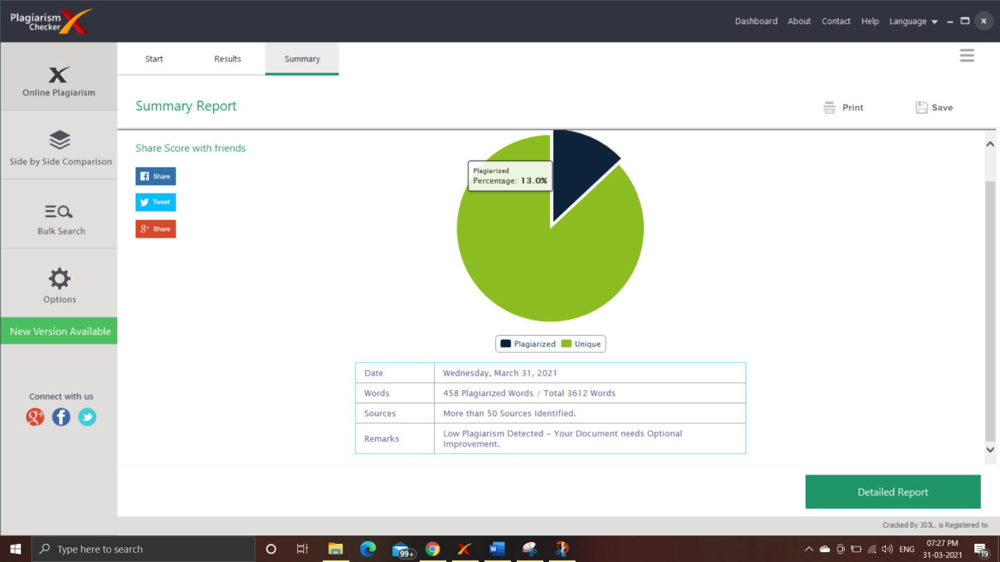 Plagiarism
Checker
Dashboard About Contact Help Language
Start Results Summary
Online Plagiarism
Side by Side Comparison
Bulk Search
Options
New Version Available
Connect with us
Summary Report
Print Save
Share Score with friends
Share
Tweet
Share
Plagiarized
Percentage: 13.0%
Plagiarized Unique
Date Wednesday, March 31, 2021
Words 458 Plagiarized Words / Total 3612 Words
Sources More than 50 Sources Identified.
Remarks Low Plagiarism Detected - Your Document needs Optional
Improvement.
Detailed Report
Cracked By J03L. is Registered to
Type here to search
99+
ENG
07:27 PM
31-03-2021
19